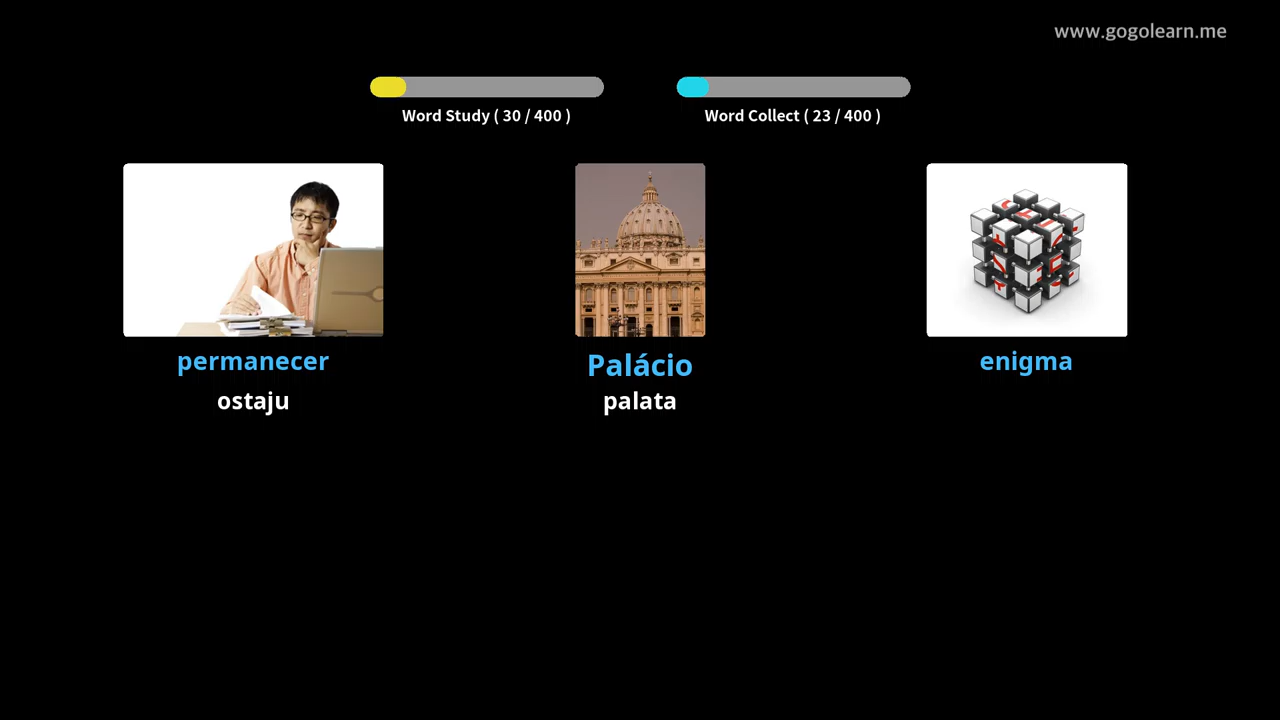 www.gogolearn.me
Word Study ( 30 / 400 )
Word Collect ( 23 / 400 )
permanecer
ostaju
Palácio
palata
enigma